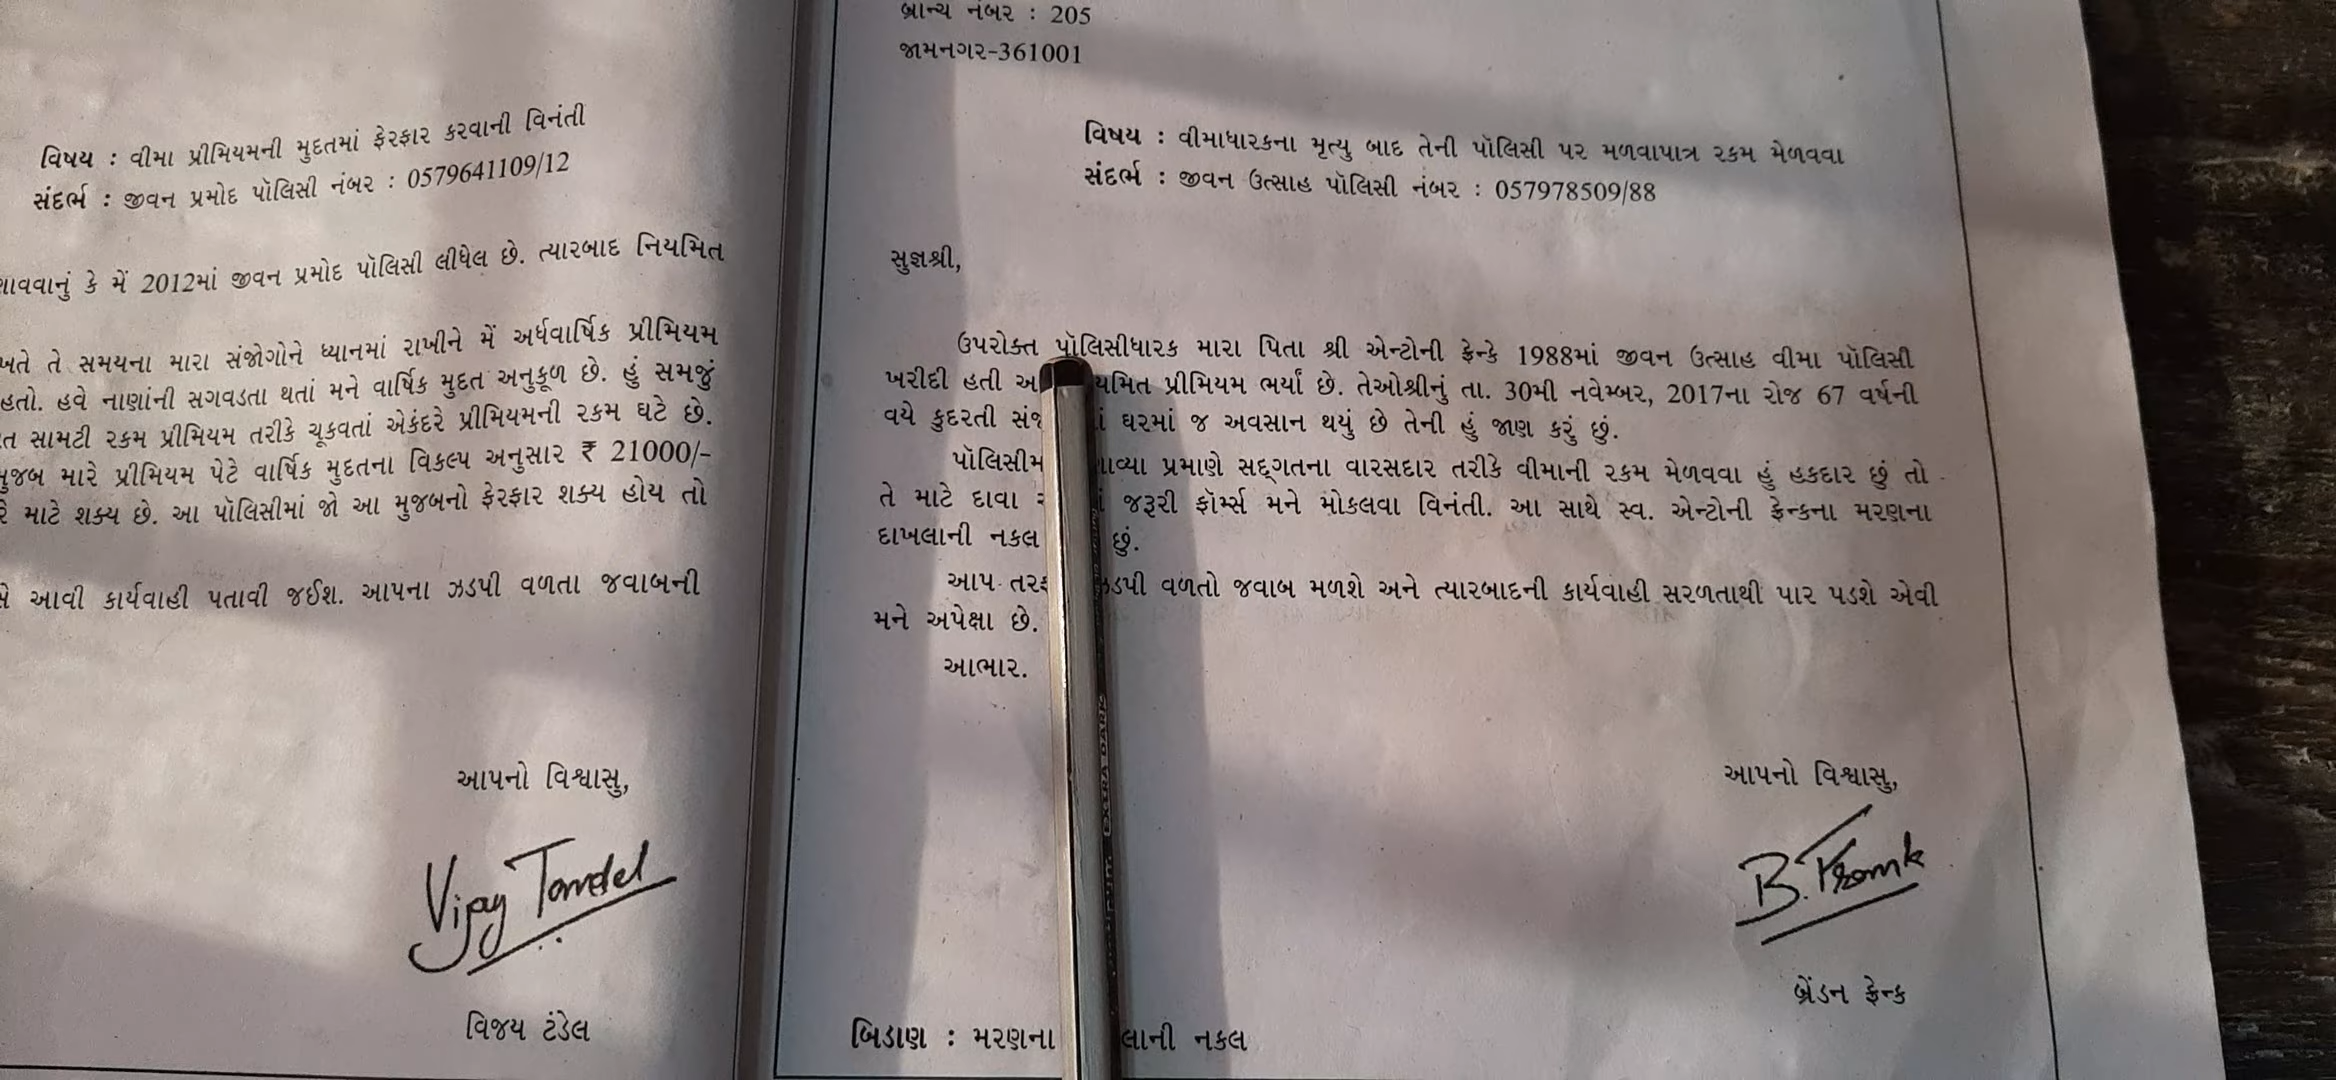 વિષય : વીમા પ્રીમિયમની મુદતમાં ફેરફાર કરવાની વિનંતી
સંદર્ભ : જીવન પ્રમોદ પૉલિસી નંબર : 0579641109/12
કે મેં 2012માં જીવન પ્રમોદ પૉલિસી લીધેલ છે. ત્યારબાદ નિયમિત
તે સમયના મારા સંજોગોને ધ્યાનમાં રાખીને મેં અર્ધવાર્ષિક પ્રીમિયમ
હતો. હવે નાણાંની સગવડતા થતાં મને વાર્ષિક મુદત અનુકૂળ છે. હું સમજું
સામટી રકમ પ્રીમિયમ તરીકે ચૂકવતાં એકંદરે પ્રીમિયમની રકમ ઘટે છે.
મારે પ્રીમિયમ પેટે વાર્ષિક મુદતના વિકલ્પ અનુસાર ₹ 21000/-
માટે શક્ય છે. આ પૉલિસીમાં જો આ મુજબનો ફેરફાર શક્ય હોય તો
આવી કાર્યવાહી પતાવી જઈશ. આપના ઝડપી વળતા જવાબની
આપનો વિશ્વાસુ,
Vijay Tandel
વિજય ટંડેલ
બ્રાન્ચ નંબર : 205
જામનગર-361001
વિષય : વીમાધારકના મૃત્યુ બાદ તેની પૉલિસી પર મળવાપાત્ર રકમ મેળવવા
સંદર્ભ : જીવન ઉત્સાહ પૉલિસી નંબર : 057978509/88
સુજ્ઞશ્રી,
ઉપરોક્ત પૉલિસીધારક મારા પિતા શ્રી એન્ટોની ફ્રેન્કે 1988માં જીવન ઉત્સાહ વીમા પૉલિસી
ખરીદી હતી પ્રીમિયમ ભર્યાં છે. તેઓશ્રીનું તા. 30મી નવેમ્બર, 2017ના રોજ 67 વર્ષની
વયે કુદરતી ઘરમાં જ અવસાન થયું છે તેની હું જાણ કરું છું.
પ્રમાણે સદ્ગતના વારસદાર તરીકે વીમાની રકમ મેળવવા હું હકદાર છું તો
તે માટે દાવા જરૂરી ફૉર્મ્સ મને મોકલવા વિનંતી. આ સાથે સ્વ. એન્ટોની ફ્રેન્કના મરણના
દાખલાની નકલ છું.
આપ વળતો જવાબ મળશે અને ત્યારબાદની કાર્યવાહી સરળતાથી પાર પડશે એવી
મને અપેક્ષા છે.
આભાર.
આપનો વિશ્વાસુ,
B. Frank
બ્રેંડન ફ્રેન્ક
બિડાણ : મરણના નકલ
EXTRA DARK